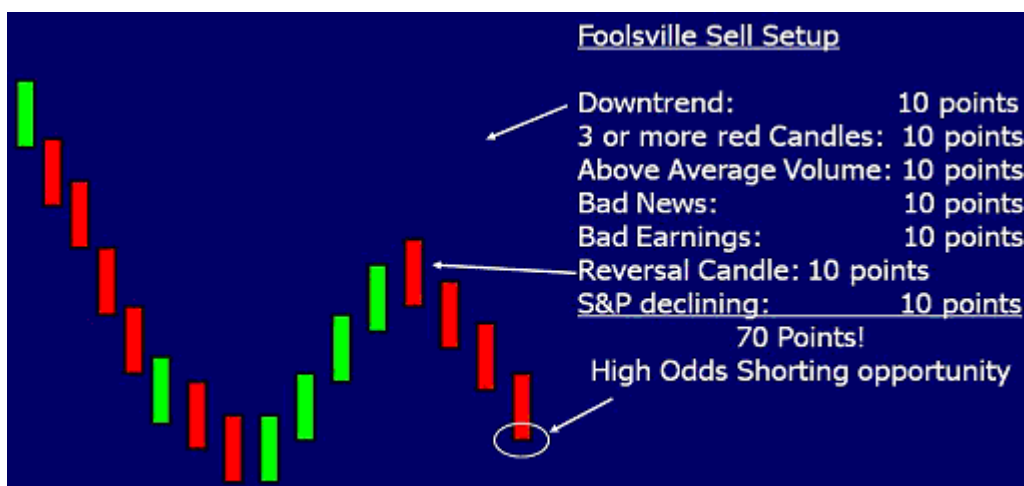 Foolsville Sell Setup
Downtrend: 10 points
3 or more red Candles: 10 points
Above Average Volume: 10 points
Bad News: 10 points
Bad Earnings: 10 points
Reversal Candle: 10 points
S&P declining: 10 points
70 Points!
High Odds Shorting opportunity